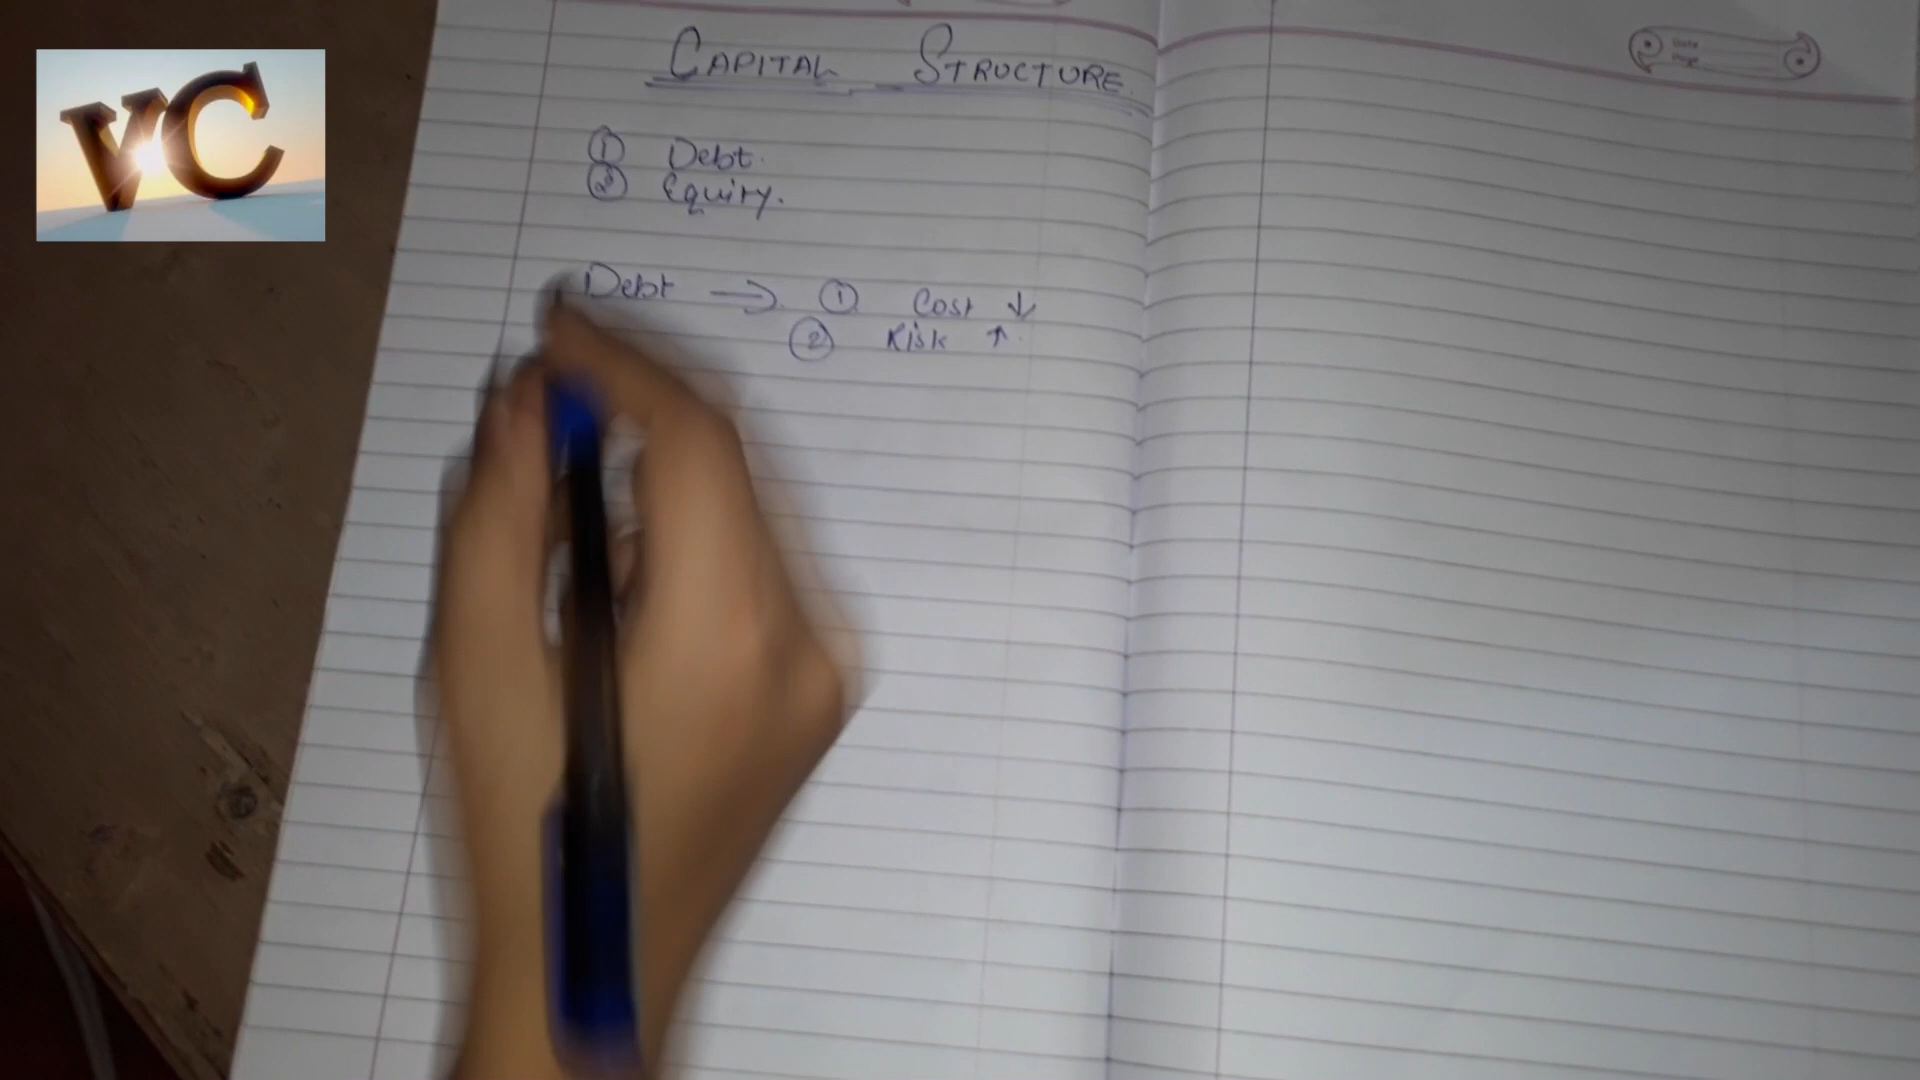 VC
CAPITAL STRUCTURE.
① Debt.
② Equity.
Debt → ① Cost ↓
② Risk ↑.